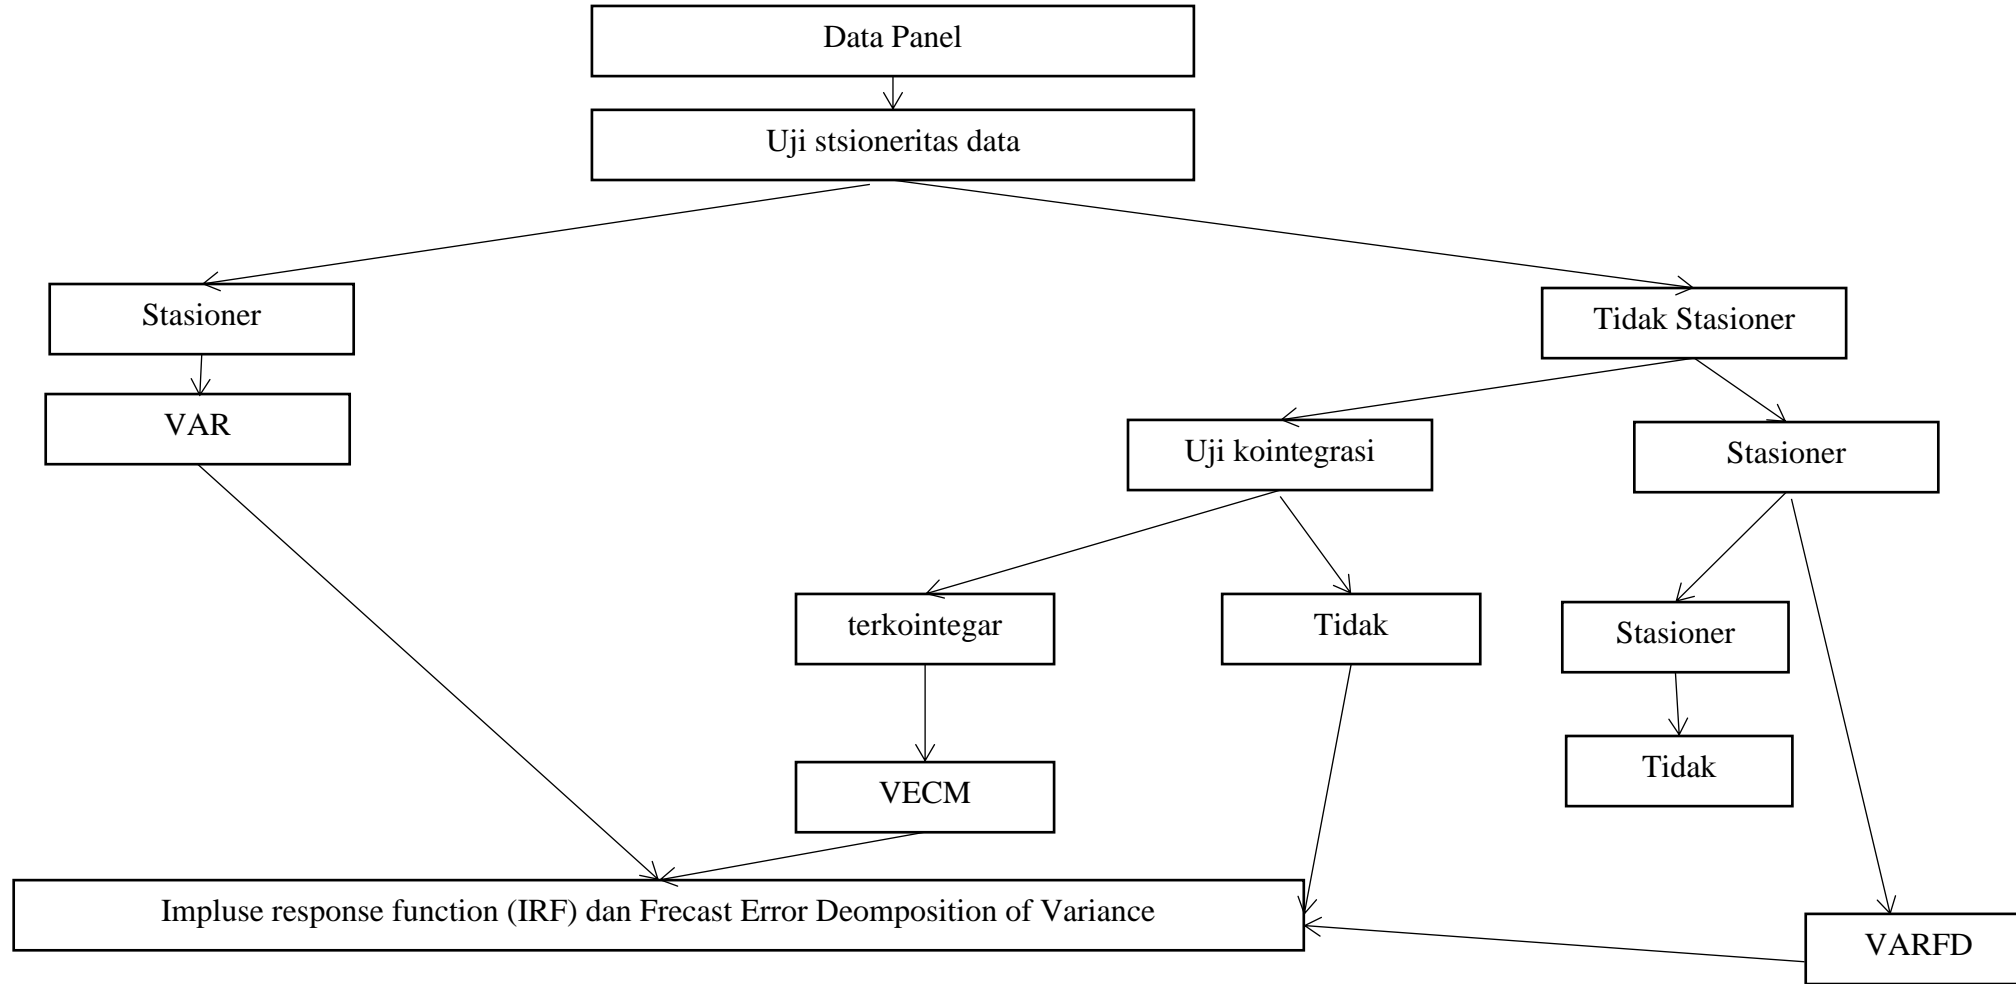 Data Panel
Uji stsioneritas data
Stasioner
Tidak Stasioner
VAR
Uji kointegrasi
Stasioner
terkointegar
Tidak
Stasioner
Tidak
VECM
Impluse response function (IRF) dan Frecast Error Deomposition of Variance
VARFD